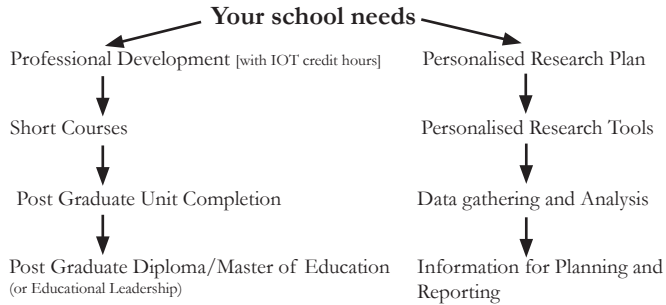 Your school needs
Professional Development [with IOT credit hours]
Short Courses
Post Graduate Unit Completion
Post Graduate Diploma/Master of Education
(or Educational Leadership)
Personalised Research Plan
Personalised Research Tools
Data gathering and Analysis
Information for Planning and
Reporting